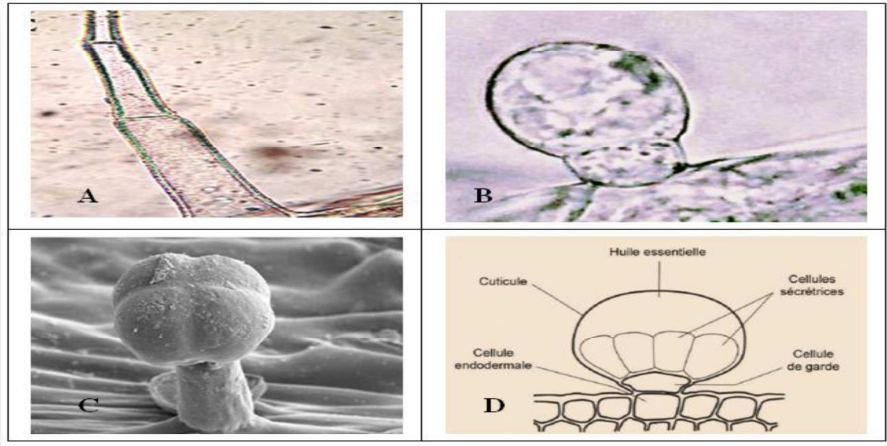 A
B
C
Huile essentielle
Cuticule
Cellules
sécrétrices
Cellule
endodermale
Cellule
de garde
D